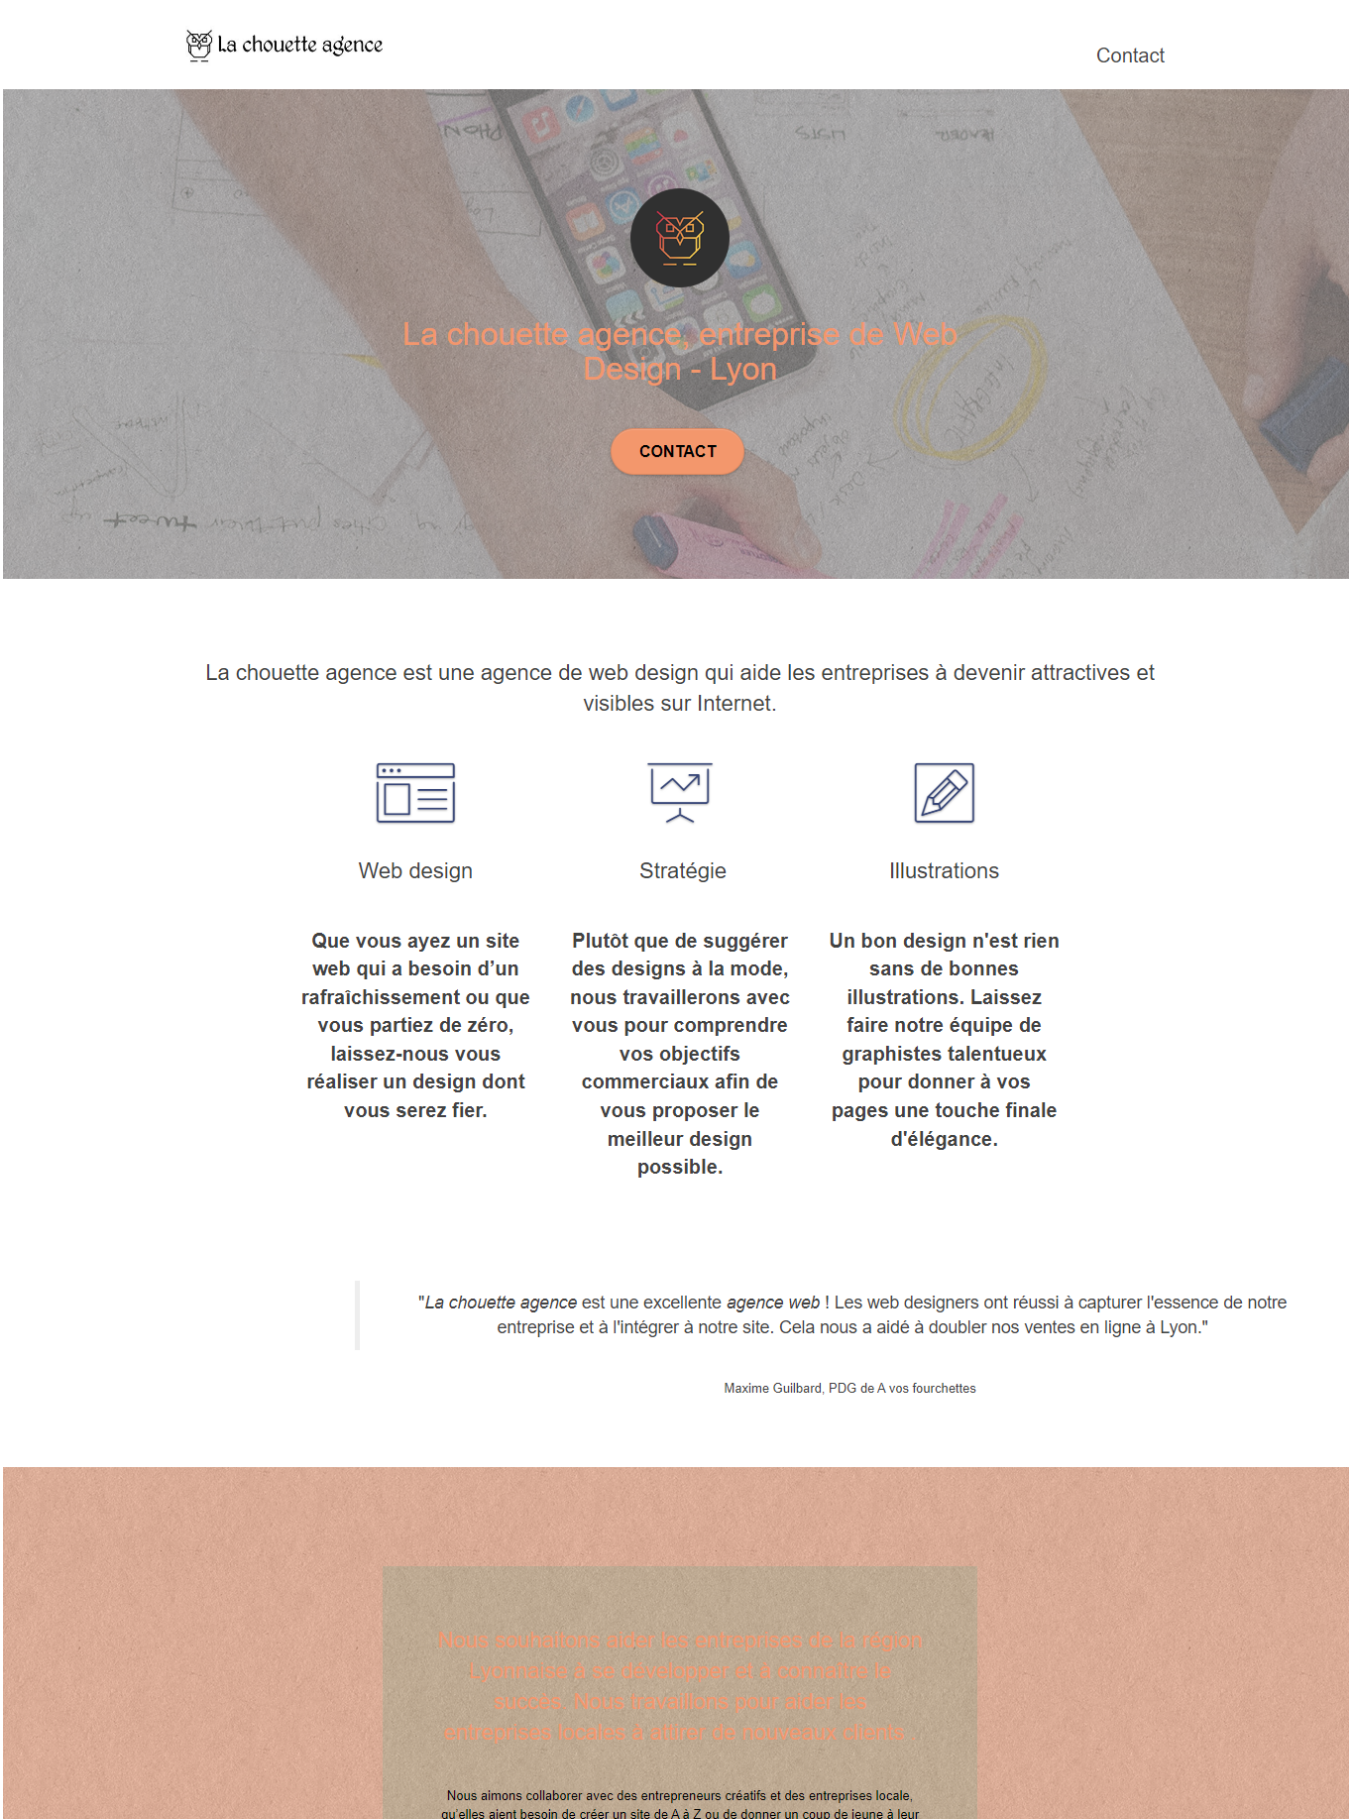 La chouette agence
Contact
PHON
LISTS
HEADER
La chouette agence, entreprise de Web
Design - Lyon
CONTACT
La chouette agence est une agence de web design qui aide les entreprises à devenir attractives et
visibles sur Internet.
Web design
Stratégie
Illustrations
Que vous ayez un site
web qui a besoin d’un
rafraîchissement ou que
vous partiez de zéro,
laissez-nous vous
réaliser un design dont
vous serez fier.
Plutôt que de suggérer
des designs à la mode,
nous travaillerons avec
vous pour comprendre
vos objectifs
commerciaux afin de
vous proposer le
meilleur design
possible.
Un bon design n'est rien
sans de bonnes
illustrations. Laissez
faire notre équipe de
graphistes talentueux
pour donner à vos
pages une touche finale
d'élégance.
"La chouette agence est une excellente agence web ! Les web designers ont réussi à capturer l'essence de notre
entreprise et à l'intégrer à notre site. Cela nous a aidé à doubler nos ventes en ligne à Lyon."
Maxime Guilbard, PDG de A vos fourchettes
Nous souhaitons aider les entreprises de la région
Lyonnaise à se développer et à connaître le
succès. Nous travaillons pour aider les
entreprises locales à attirer de nouveaux clients .
Nous aimons collaborer avec des entrepreneurs créatifs et des entreprises locale,
qu’elles aient besoin de créer un site de A à Z ou de donner un coup de jeune à leur